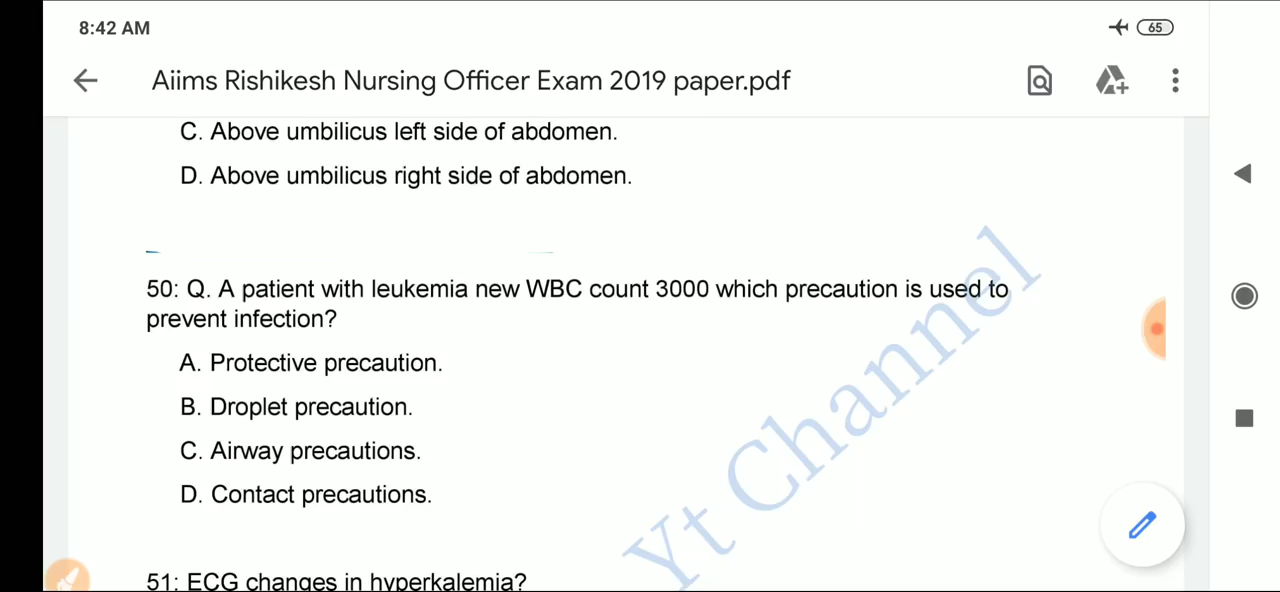 8:42 AM
65
Aiims Rishikesh Nursing Officer Exam 2019 paper.pdf
C. Above umbilicus left side of abdomen.
D. Above umbilicus right side of abdomen.
50: Q. A patient with leukemia new WBC count 3000 which precaution is used to
prevent infection?
A. Protective precaution.
B. Droplet precaution.
C. Airway precautions.
D. Contact precautions.
Yt Channel
51: ECG changes in hyperkalemia?